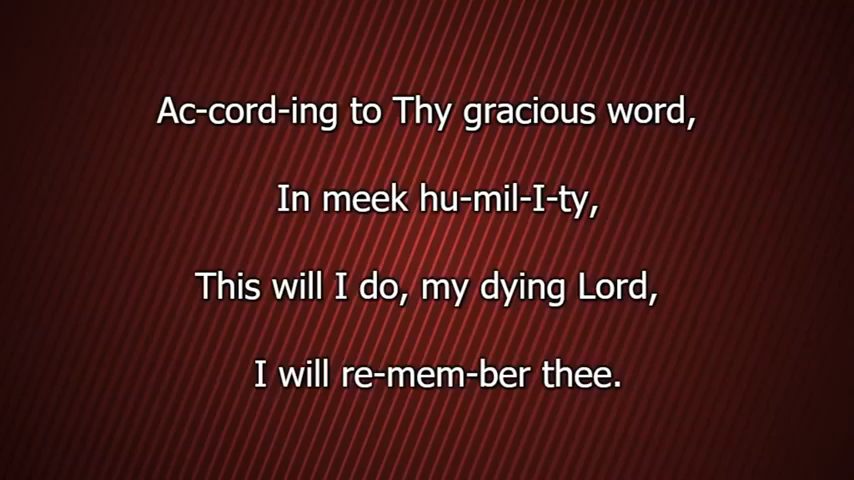 Ac-cord-ing to Thy gracious word,
In meek hu-mil-I-ty,
This will I do, my dying Lord,
I will re-mem-ber thee.